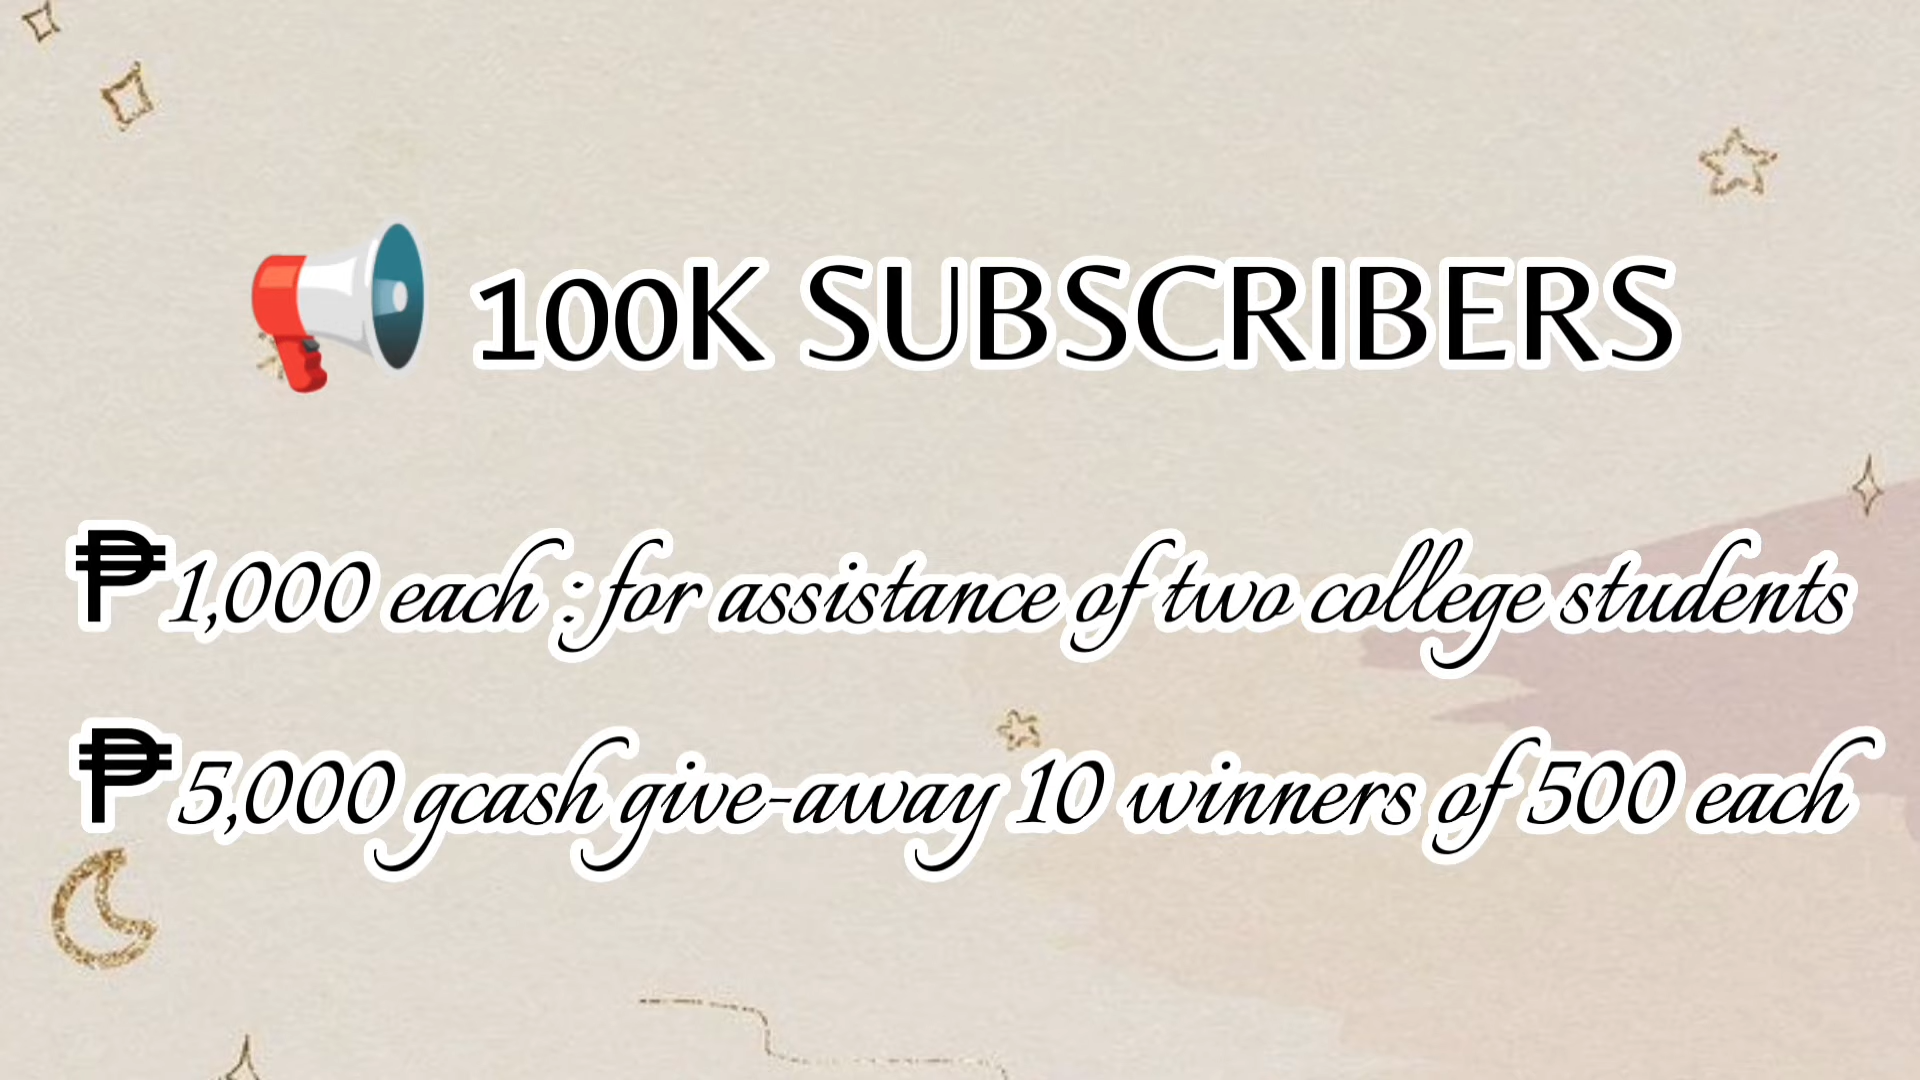 📢 100K SUBSCRIBERS
₱1,000 each : for assistance of two college students
₱5,000 gcash give-away 10 winners of 500 each